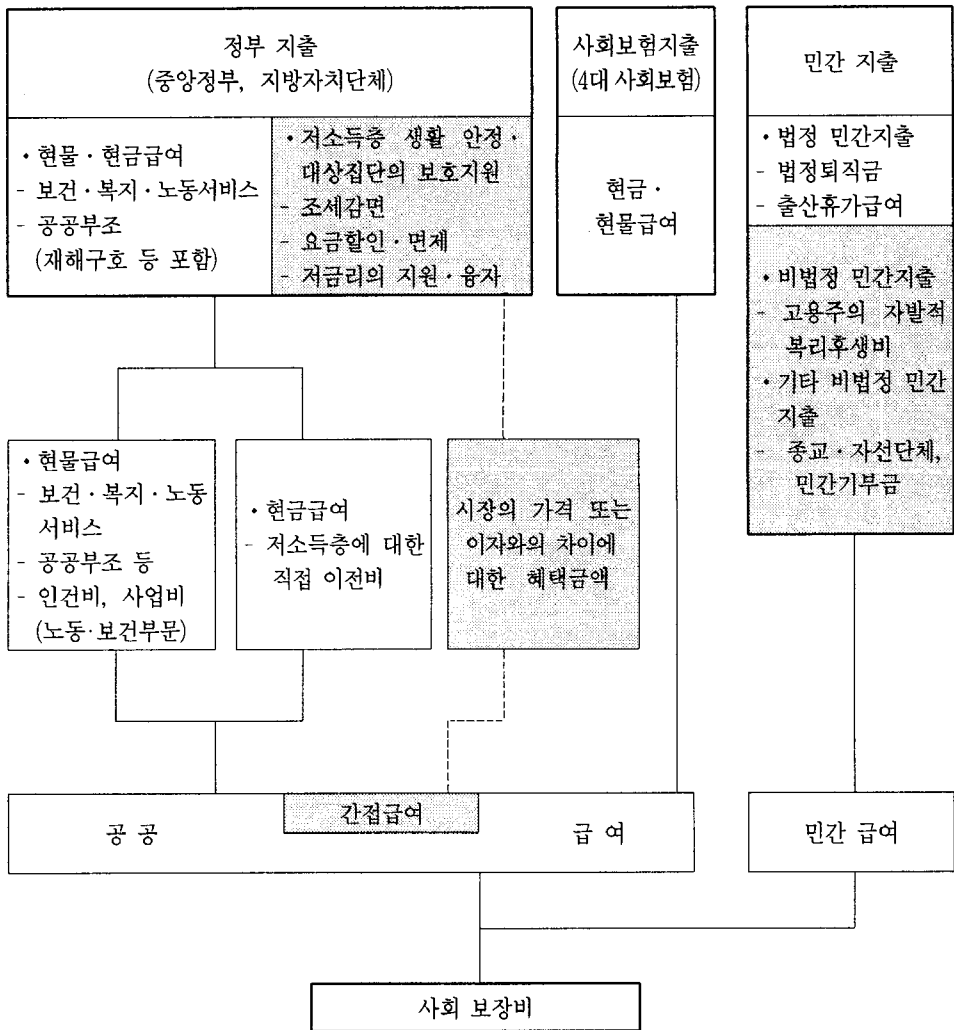 정부 지출
(중앙정부, 지방자치단체)
• 현물 · 현금급여
- 보건 · 복지 · 노동서비스
- 공공부조
(재해구호 등 포함)
• 저소득층 생활 안정 ·
대상집단의 보호지원
- 조세감면
- 요금할인 · 면제
- 저금리의 지원 · 융자
사회보험지출
(4대 사회보험)
현금 ·
현물급여
민간 지출
• 법정 민간지출
- 법정퇴직금
- 출산휴가급여
• 비법정 민간지출
- 고용주의 자발적
복리후생비
• 기타 비법정 민간
지출
- 종교 · 자선단체,
민간기부금
• 현물급여
- 보건 · 복지 · 노동
서비스
- 공공부조 등
- 인건비, 사업비
(노동 · 보건부문)
• 현금급여
- 저소득층에 대한
직접 이전비
시장의 가격 또는
이자와의 차이에
대한 혜택금액
공 공
간접급여
급 여
민간 급여
사회 보장비